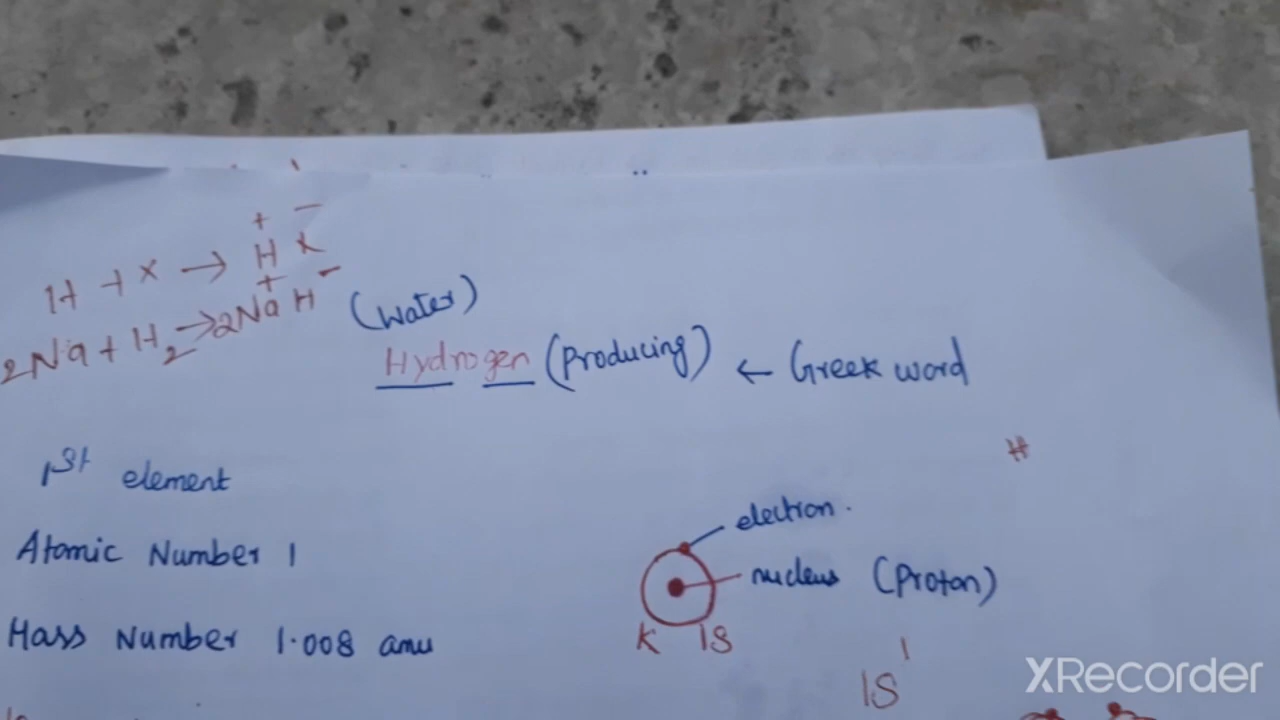 H + X → H⁺ X⁻
2Na + H₂ → 2Na⁺ H⁻
(Water)
Hydrogen (Producing) ← Greek word
H
1st element
electron.
Atomic Number 1
nucleus (Proton)
Mass Number 1.008 amu
K 1S
1S¹
XRecorder